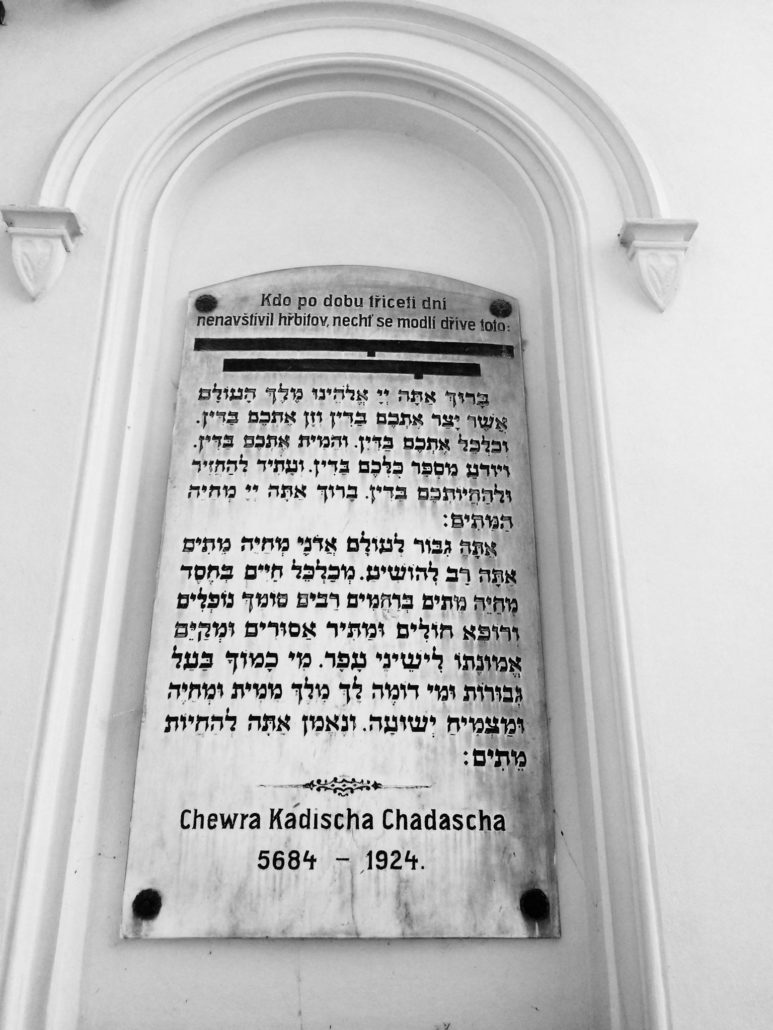 Kdo po dobu třiceti dní
nenavštívil hřbitov, nechť se modlí dříve toto:
בָּרוּךְ אַתָּה יְיָ אֱלֹהֵינוּ מֶלֶךְ הָעוֹלָם
אֲשֶׁר יָצַר אֶתְכֶם בַּדִּין וְזָן אֶתְכֶם בַּדִּין.
וְכִלְכֵּל אֶתְכֶם בַּדִּין. וְהֵמִית אֶתְכֶם בַּדִּין.
וְיוֹדֵעַ מִסְפַּר כֻּלְּכֶם בַּדִּין. וְעָתִיד לְהַחֲזִיר
וּלְהַחֲיוֹתְכֶם בַּדִּין. בָּרוּךְ אַתָּה יְיָ מְחַיֵּה
הַמֵּתִים:
אַתָּה גִּבּוֹר לְעוֹלָם אֲדֹנָי מְחַיֵּה מֵתִים
אַתָּה רַב לְהוֹשִׁיעַ. מְכַלְכֵּל חַיִּים בְּחֶסֶד
מְחַיֵּה מֵתִים בְּרַחֲמִים רַבִּים סוֹמֵךְ נוֹפְלִים
וְרוֹפֵא חוֹלִים וּמַתִּיר אֲסוּרִים וּמְקַיֵּם
אֱמוּנָתוֹ לִישֵׁינֵי עָפָר. מִי כָמוֹךָ בַּעַל
גְּבוּרוֹת וּמִי דוֹמֶה לָּךְ מֶלֶךְ מֵמִית וּמְחַיֶּה
וּמַצְמִיחַ יְשׁוּעָה. וְנֶאֱמָן אַתָּה לְהַחֲיוֹת
מֵתִים:
Chewra Kadischa Chadascha
5684 – 1924.